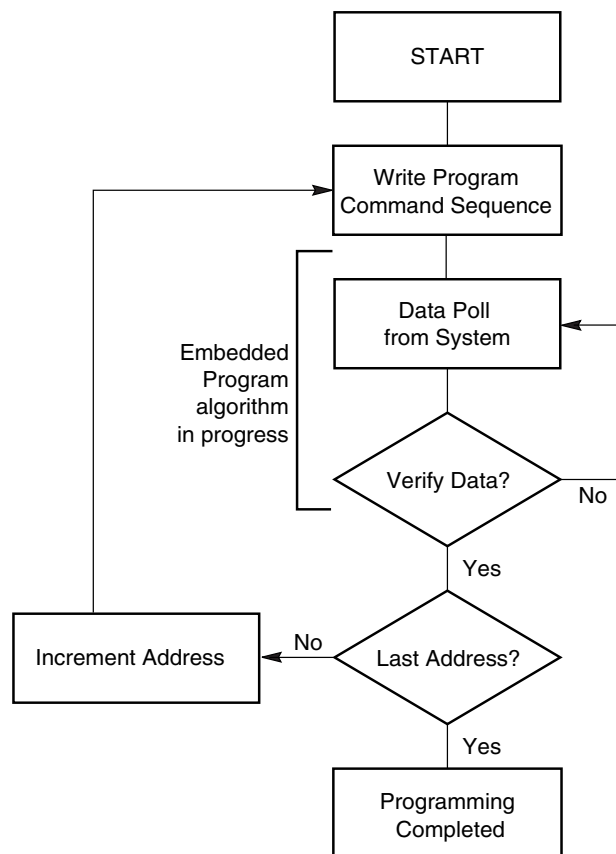 START
Write Program
Command Sequence
Data Poll
from System
Embedded
Program
algorithm
in progress
Verify Data?
No
Yes
No
Increment Address
Last Address?
Yes
Programming
Completed